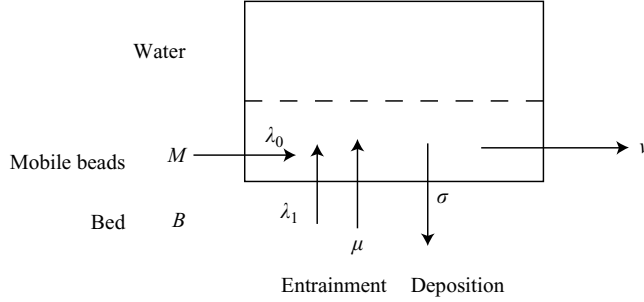 Water
λ0
Mobile beads M
v
λ1
σ
Bed B
μ
Entrainment Deposition